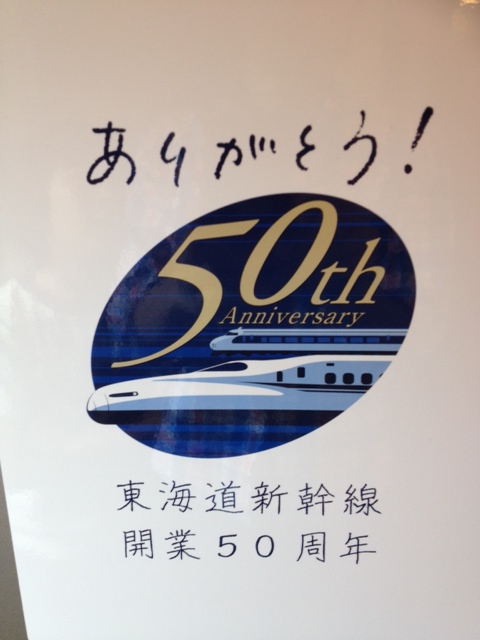 ありがとう!
50th
Anniversary
東海道新幹線
開業50周年